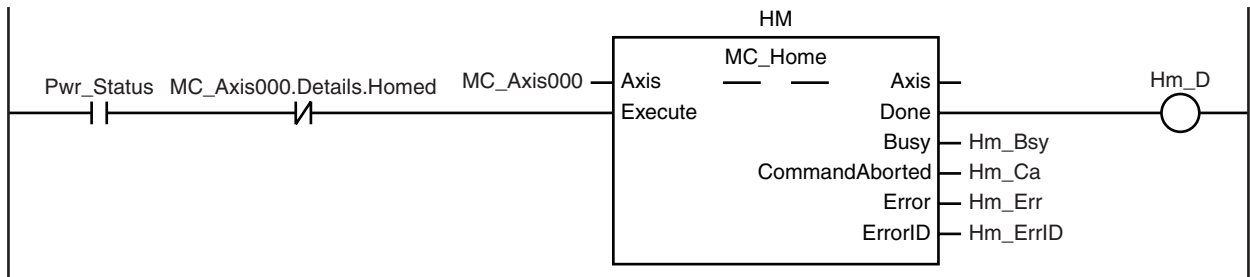 HM
MC_Home
Pwr_Status MC_Axis000.Details.Homed MC_Axis000 Axis Axis Hm_D
Execute Done
Busy Hm_Bsy
CommandAborted Hm_Ca
Error Hm_Err
ErrorID Hm_ErrID